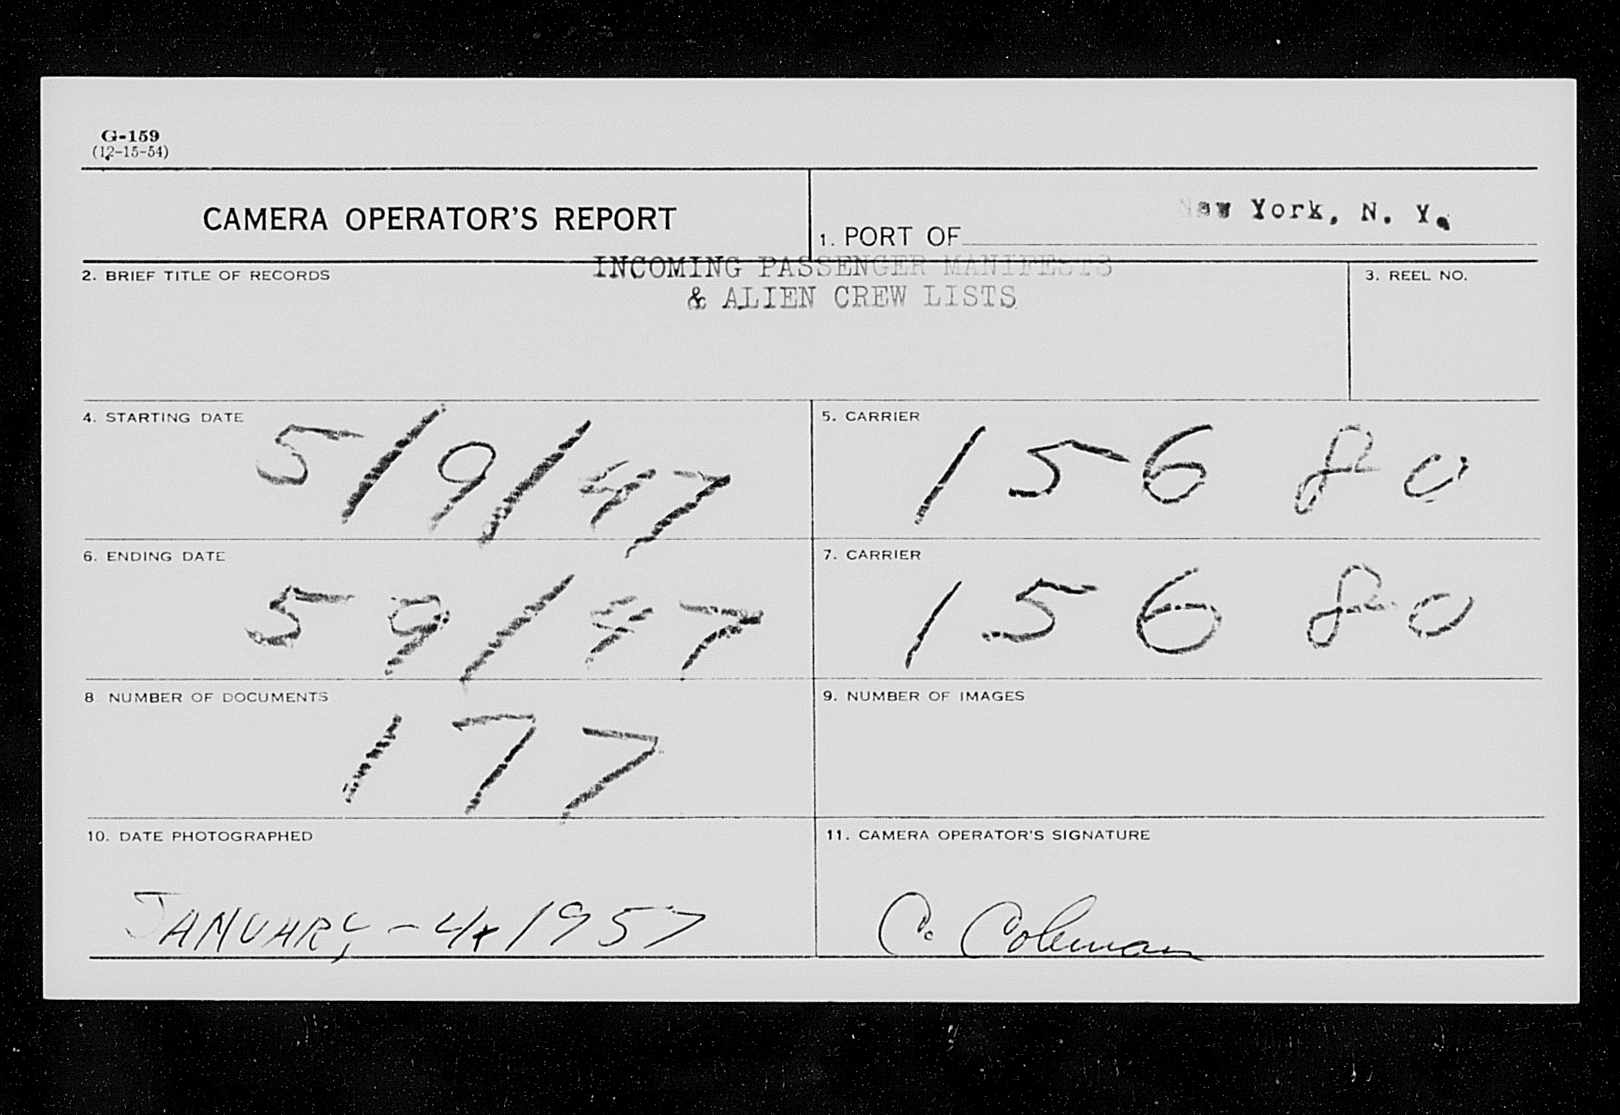 G-159
(12-15-54)
CAMERA OPERATOR'S REPORT
1. PORT OF New York, N. Y.
2. BRIEF TITLE OF RECORDS
INCOMING PASSENGER MANIFESTS
& ALIEN CREW LISTS
3. REEL NO.
4. STARTING DATE 5/9/47
5. CARRIER 156 80
6. ENDING DATE 59/47
7. CARRIER 156 80
8 NUMBER OF DOCUMENTS 177
9. NUMBER OF IMAGES
10. DATE PHOTOGRAPHED
JANUARY - 4, 1957
11. CAMERA OPERATOR'S SIGNATURE
C. Coleman